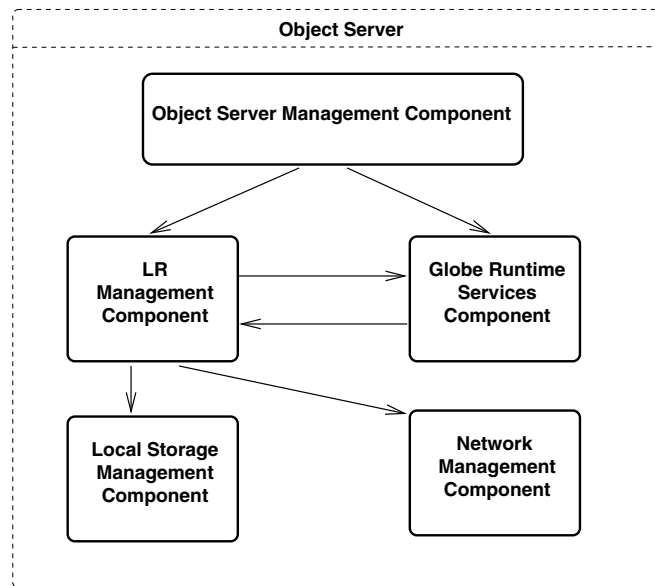 Object Server
Object Server Management Component
LR
Management
Component
Globe Runtime
Services
Component
Local Storage
Management
Component
Network
Management
Component